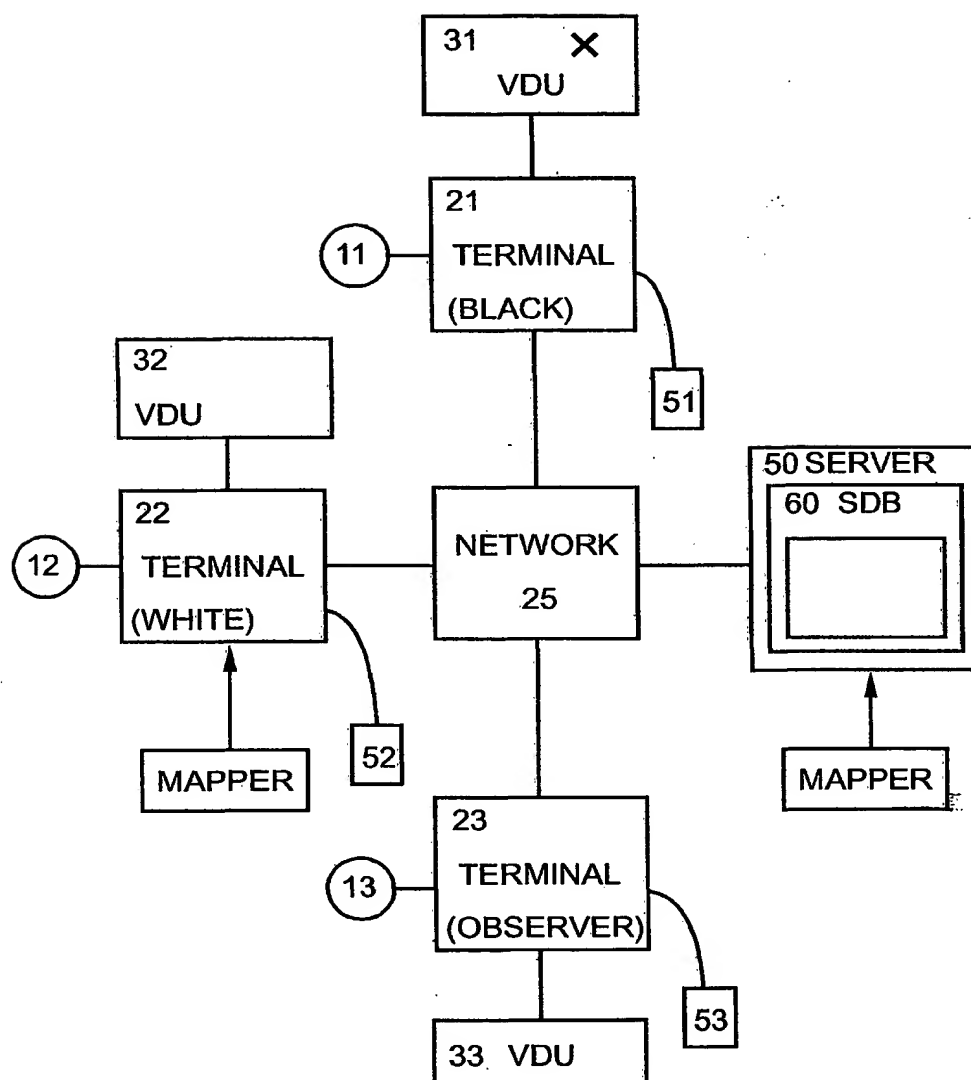 31 X
VDU
21
TERMINAL
(BLACK)
11
51
32
VDU
22
TERMINAL
(WHITE)
12
52
MAPPER
NETWORK
25
50 SERVER
60 SDB
MAPPER
23
TERMINAL
(OBSERVER)
13
53
33 VDU